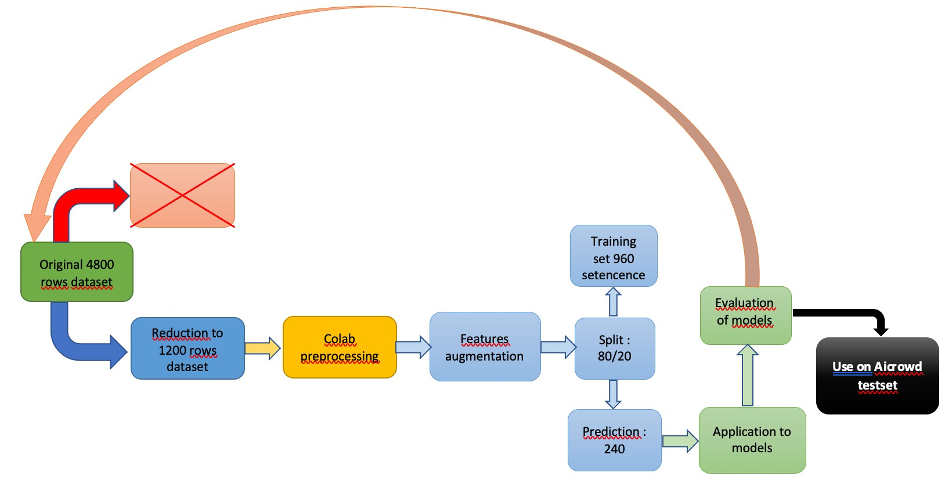 Original 4800
rows dataset
Reduction to
1200 rows
dataset
Colab
preprocessing
Features
augmentation
Split :
80/20
Training
set 960
setencence
Prediction :
240
Application to
models
Evaluation
of models
Use on Aicrowd
testset